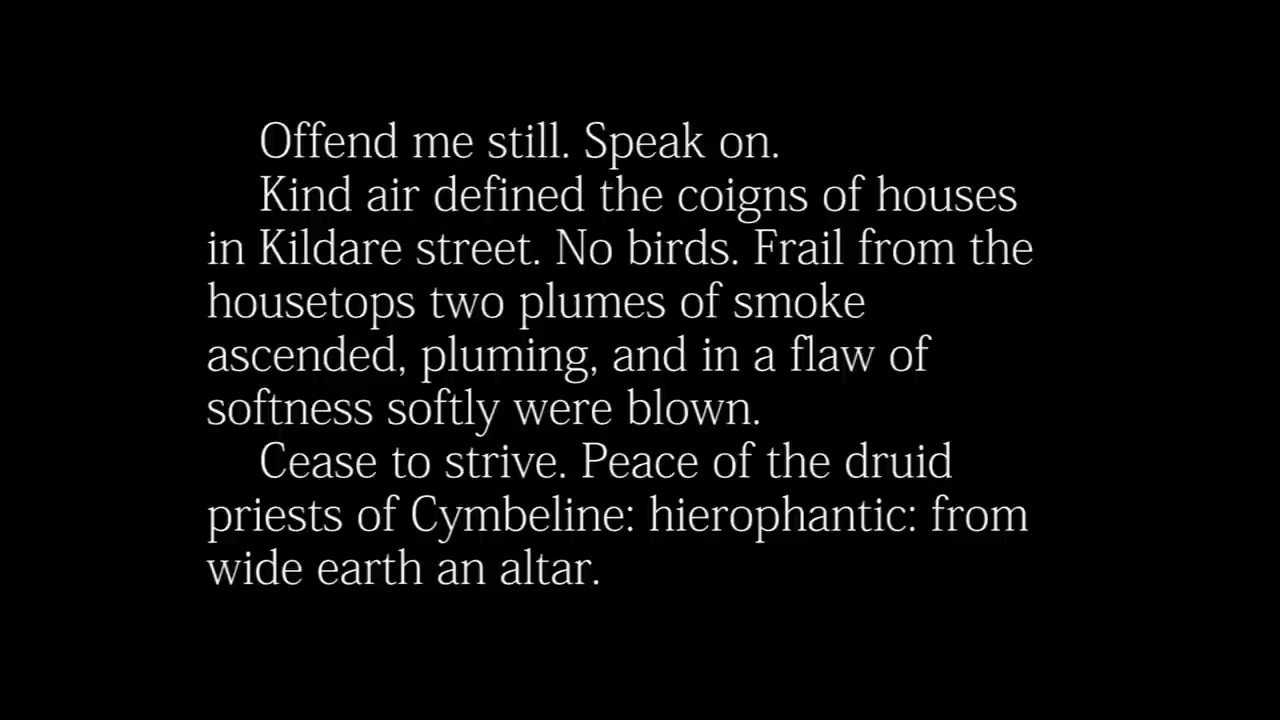 Offend me still. Speak on.
Kind air defined the coigns of houses
in Kildare street. No birds. Frail from the
housetops two plumes of smoke
ascended, pluming, and in a flaw of
softness softly were blown.
Cease to strive. Peace of the druid
priests of Cymbeline: hierophantic: from
wide earth an altar.